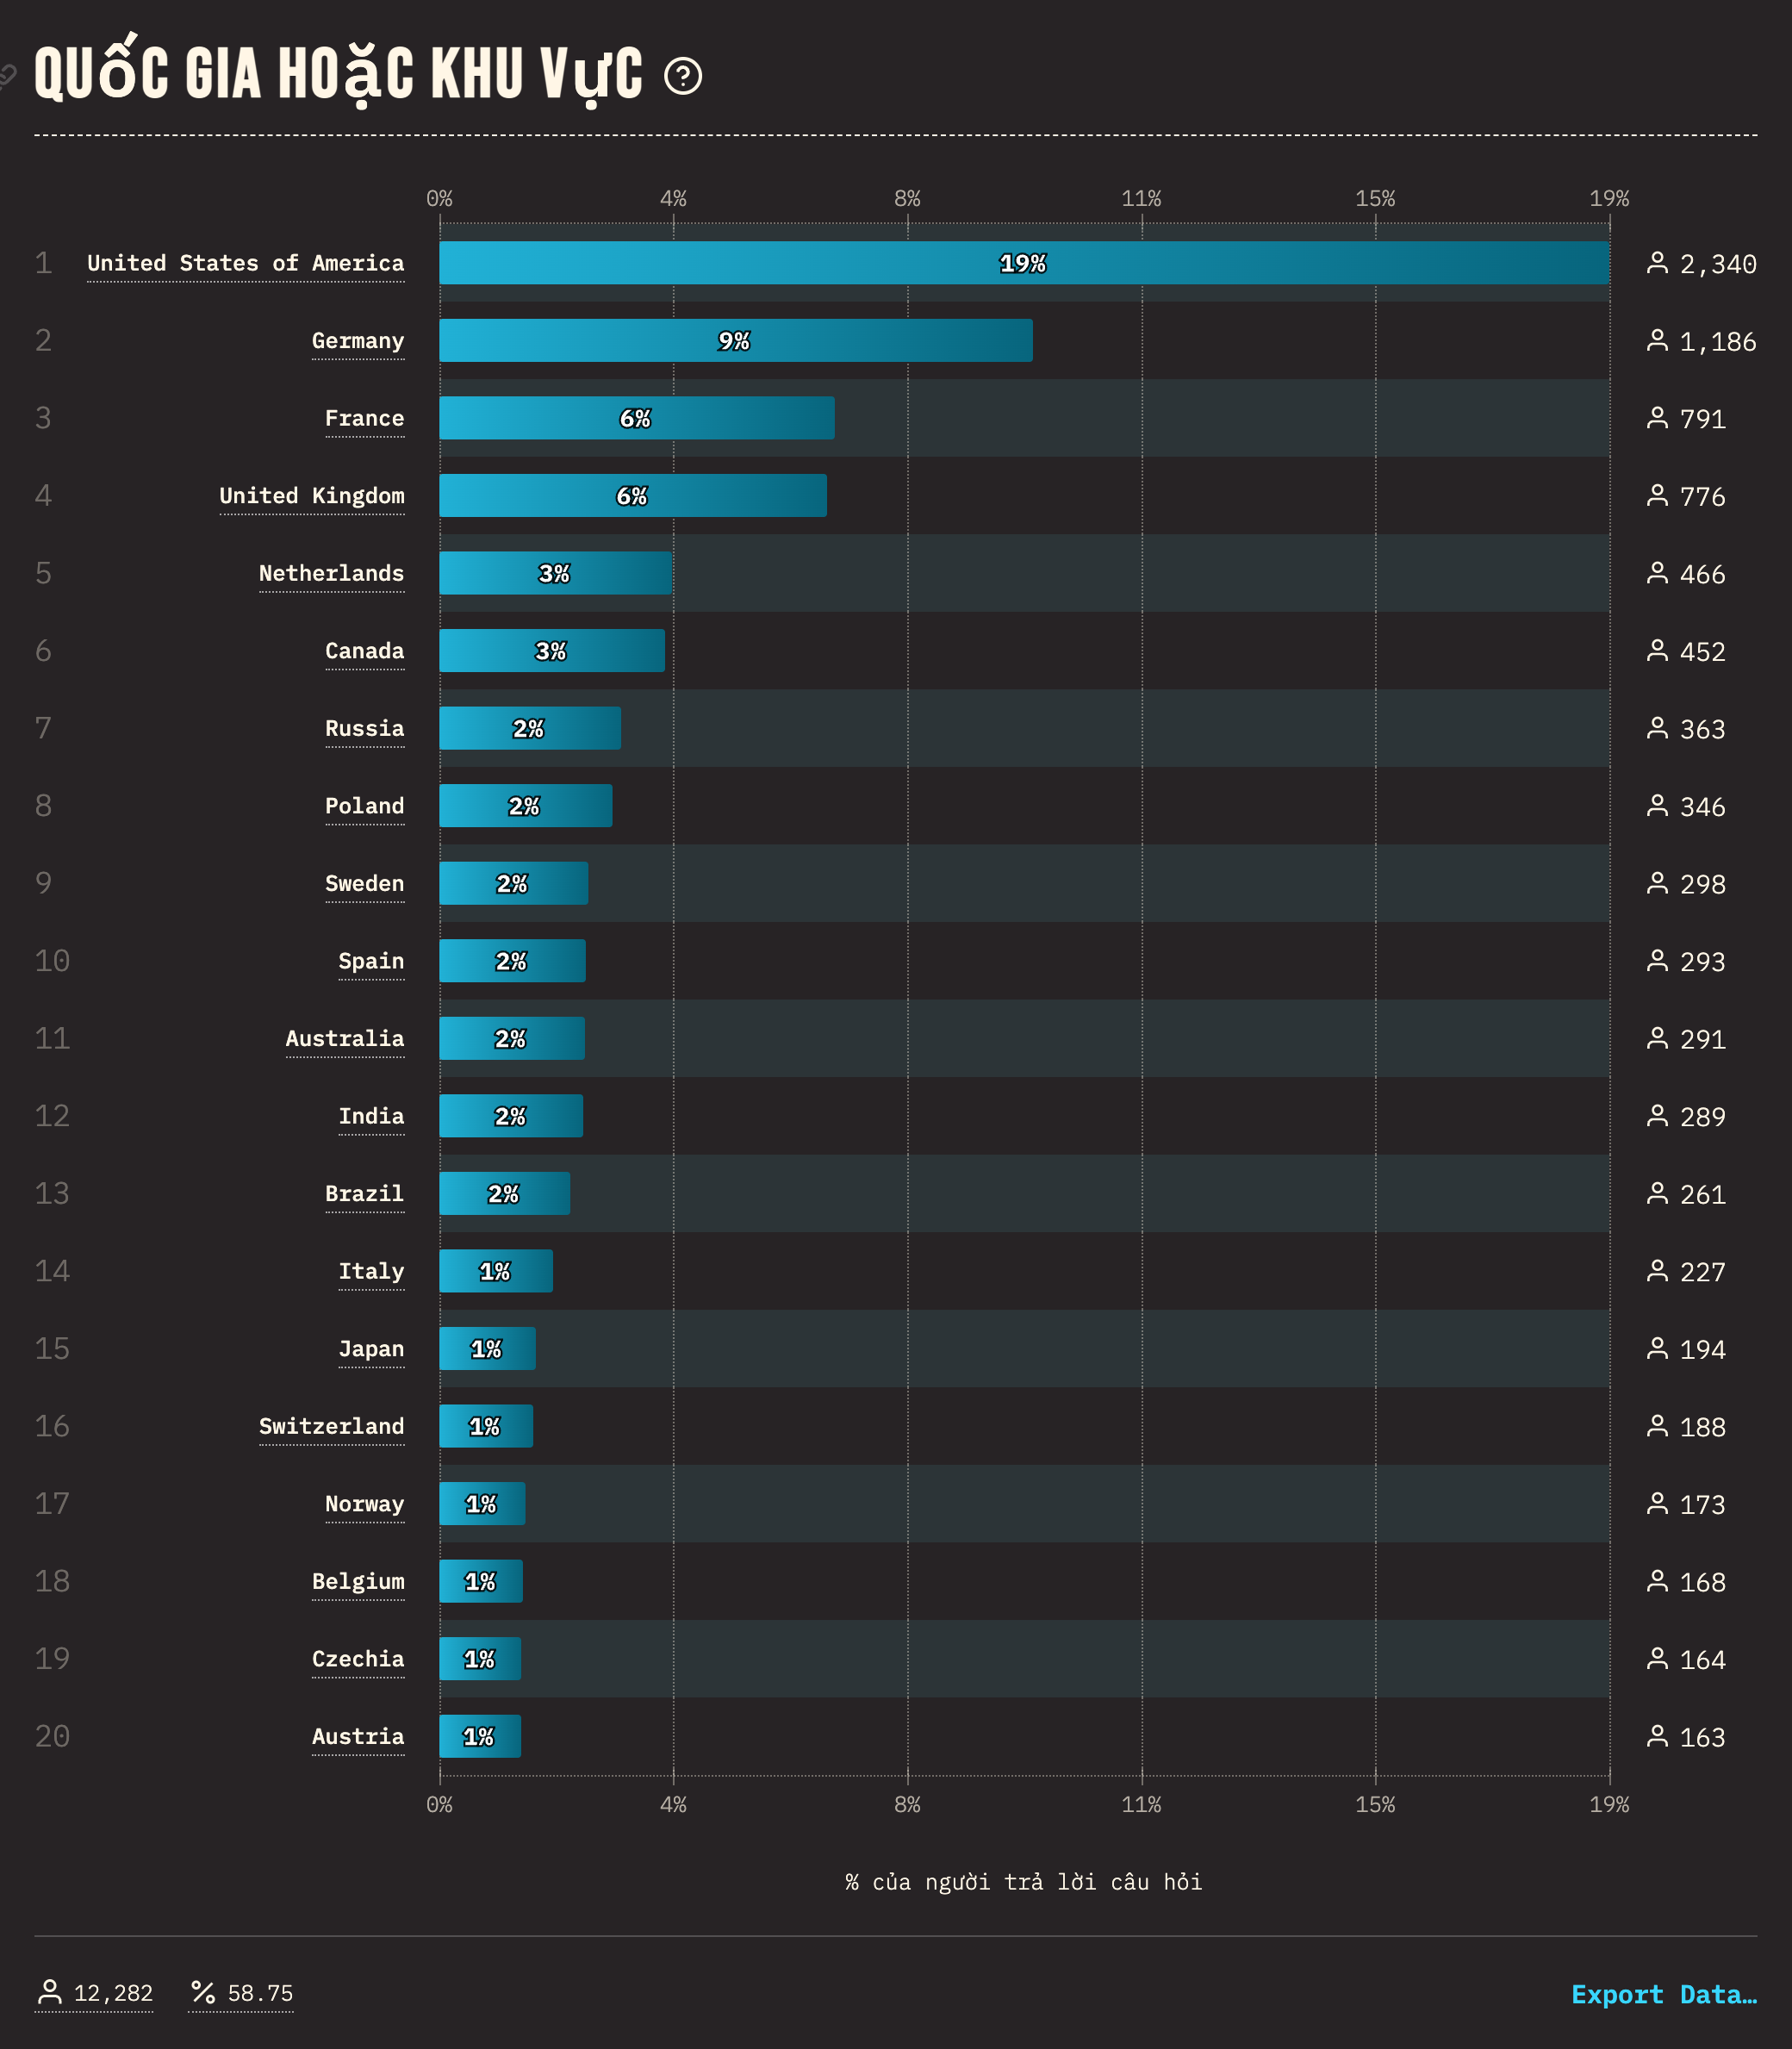 QUốC GIA HOặC KHU VựC ?
0% 4% 8% 11% 15% 19%
1 United States of America 19% 2,340
2 Germany 9% 1,186
3 France 6% 791
4 United Kingdom 6% 776
5 Netherlands 3% 466
6 Canada 3% 452
7 Russia 2% 363
8 Poland 2% 346
9 Sweden 2% 298
10 Spain 2% 293
11 Australia 2% 291
12 India 2% 289
13 Brazil 2% 261
14 Italy 1% 227
15 Japan 1% 194
16 Switzerland 1% 188
17 Norway 1% 173
18 Belgium 1% 168
19 Czechia 1% 164
20 Austria 1% 163
0% 4% 8% 11% 15% 19%
% của người trả lời câu hỏi
12,282 % 58.75 Export Data…